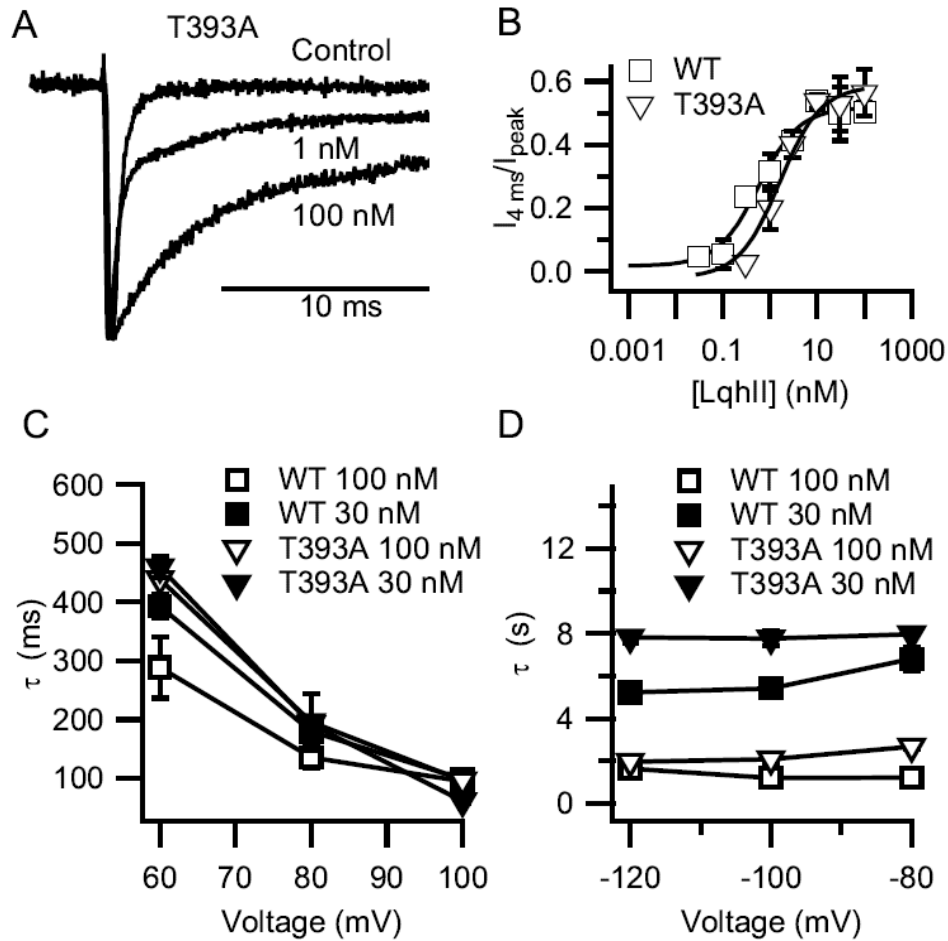 A
T393A
Control
1 nM
100 nM
10 ms
B
WT
T393A
I4 ms/Ipeak
0.6
0.4
0.2
0.0
0.001 0.1 10 1000
[LqhII] (nM)
C
WT 100 nM
WT 30 nM
T393A 100 nM
T393A 30 nM
τ (ms)
600
500
400
300
200
100
60 70 80 90 100
Voltage (mV)
D
WT 100 nM
WT 30 nM
T393A 100 nM
T393A 30 nM
τ (s)
12
8
4
0
-120 -100 -80
Voltage (mV)